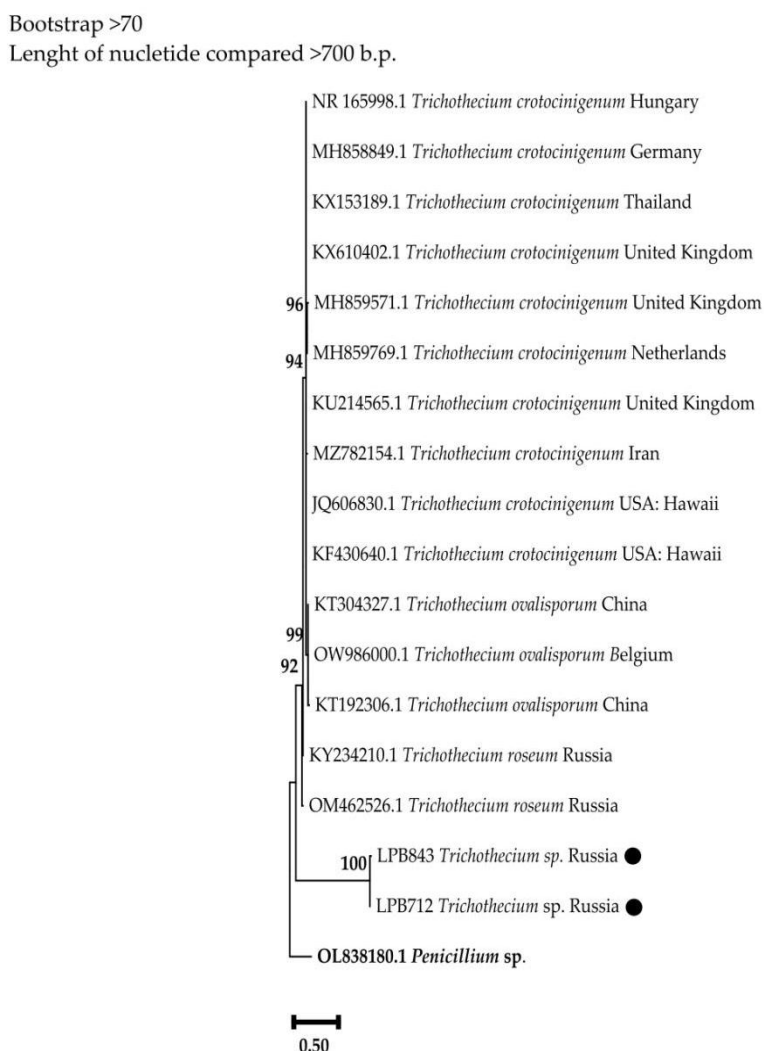 Bootstrap >70
Lenght of nucletide compared >700 b.p.
NR 165998.1 Trichothecium crotocinigenum Hungary
MH858849.1 Trichothecium crotocinigenum Germany
KX153189.1 Trichothecium crotocinigenum Thailand
KX610402.1 Trichothecium crotocinigenum United Kingdom
96 MH859571.1 Trichothecium crotocinigenum United Kingdom
94 MH859769.1 Trichothecium crotocinigenum Netherlands
KU214565.1 Trichothecium crotocinigenum United Kingdom
MZ782154.1 Trichothecium crotocinigenum Iran
JQ606830.1 Trichothecium crotocinigenum USA: Hawaii
KF430640.1 Trichothecium crotocinigenum USA: Hawaii
KT304327.1 Trichothecium ovalisporum China
99
OW986000.1 Trichothecium ovalisporum Belgium
92
KT192306.1 Trichothecium ovalisporum China
KY234210.1 Trichothecium roseum Russia
OM462526.1 Trichothecium roseum Russia
100 LPB843 Trichothecium sp. Russia
LPB712 Trichothecium sp. Russia
OL838180.1 Penicillium sp.
0.50